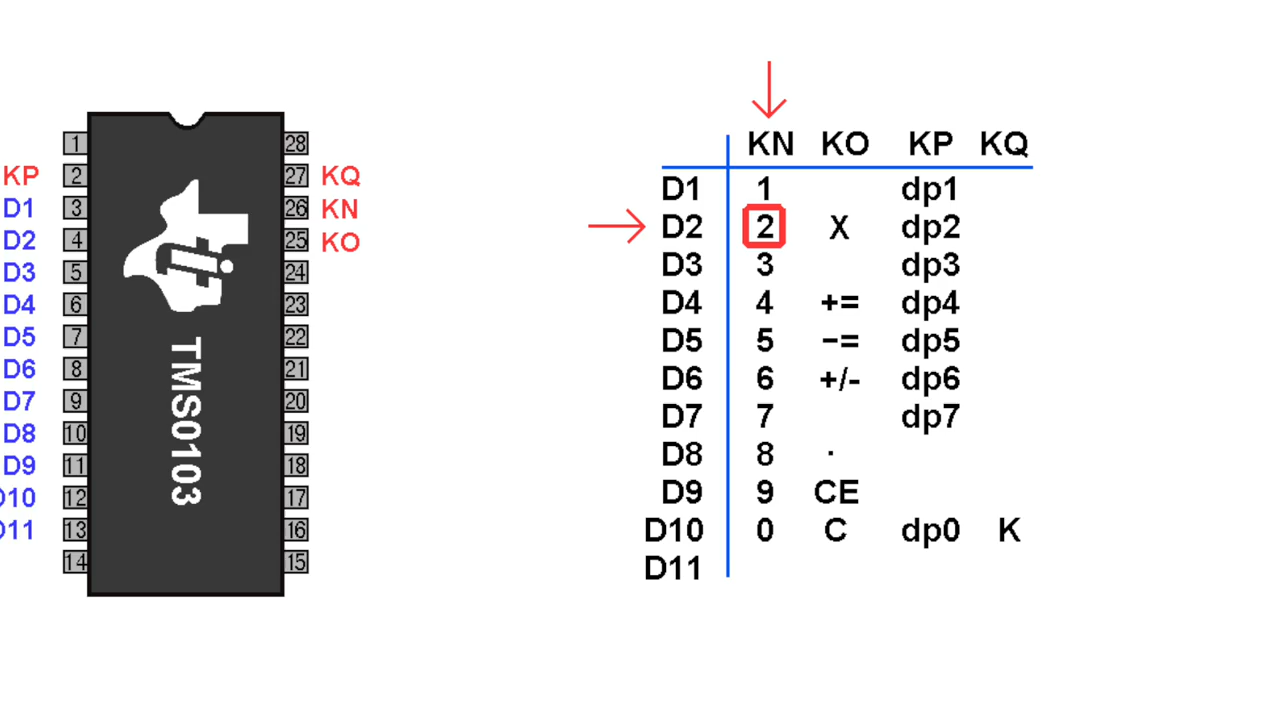 1 28
KP 2 27 KQ
D1 3 26 KN
D2 4 25 KO
D3 5 24
D4 6 23
D5 7 22
D6 8 21
D7 9 20
D8 10 19
D9 11 18
D10 12 17
D11 13 16
14 15
TMS0103
KN KO KP KQ
D1 1 dp1
D2 2 X dp2
D3 3 dp3
D4 4 += dp4
D5 5 −= dp5
D6 6 +/- dp6
D7 7 dp7
D8 8 .
D9 9 CE
D10 0 C dp0 K
D11